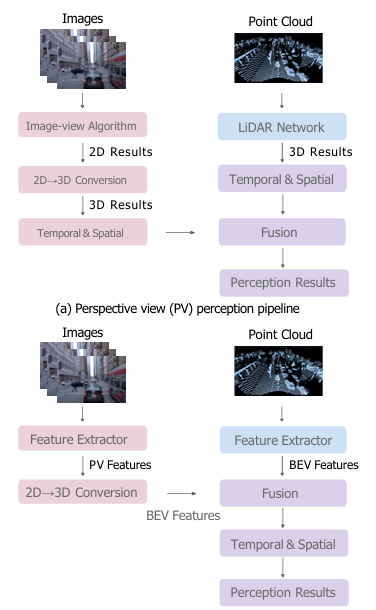 Images
Point Cloud
Image-view Algorithm
LiDAR Network
2D Results
3D Results
2D→3D Conversion
Temporal & Spatial
3D Results
Temporal & Spatial
Fusion
Perception Results
(a) Perspective view (PV) perception pipeline
Images
Point Cloud
Feature Extractor
Feature Extractor
PV Features
BEV Features
2D→3D Conversion
Fusion
BEV Features
Temporal & Spatial
Perception Results